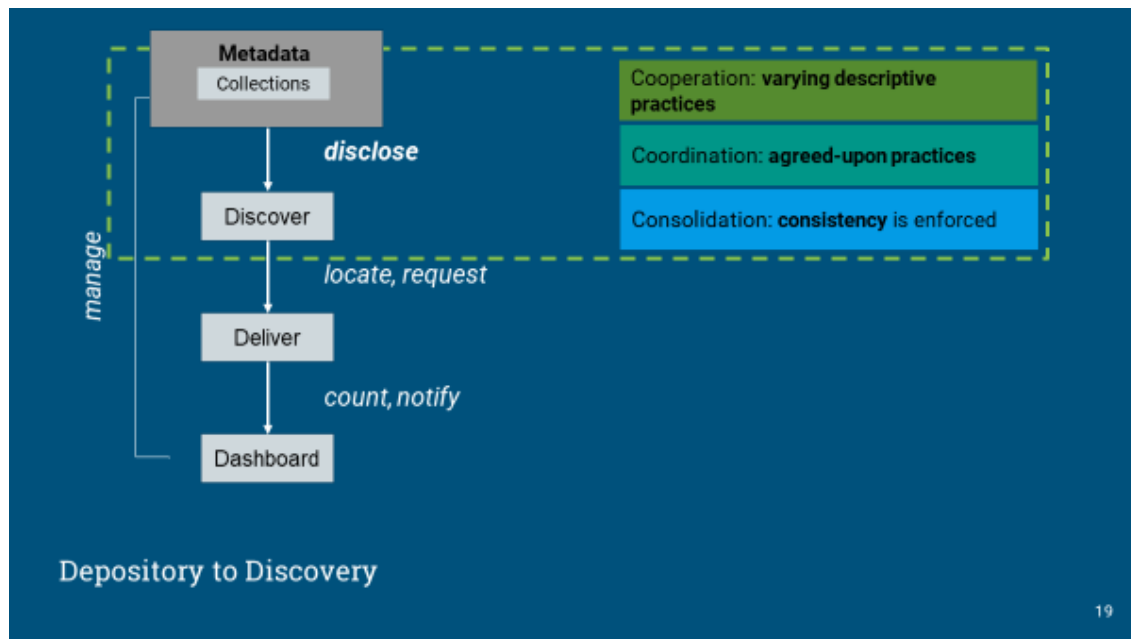 Metadata
Collections
disclose
Discover
locate, request
manage
Deliver
count, notify
Dashboard
Cooperation: varying descriptive
practices
Coordination: agreed-upon practices
Consolidation: consistency is enforced
Depository to Discovery
19